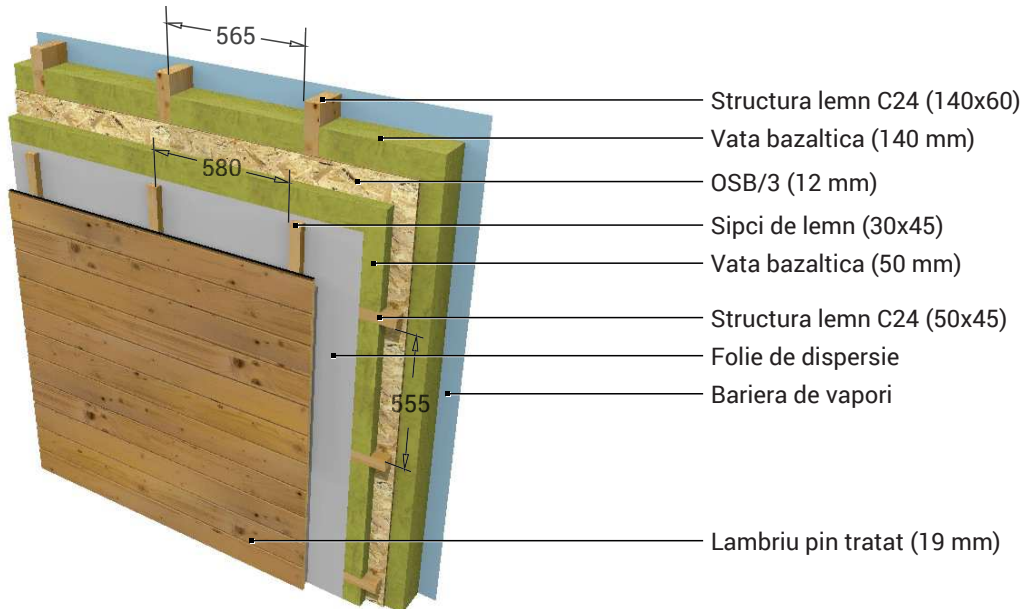 565
Structura lemn C24 (140x60)
Vata bazaltica (140 mm)
580
OSB/3 (12 mm)
Sipci de lemn (30x45)
Vata bazaltica (50 mm)
Structura lemn C24 (50x45)
Folie de dispersie
Bariera de vapori
555
Lambriu pin tratat (19 mm)